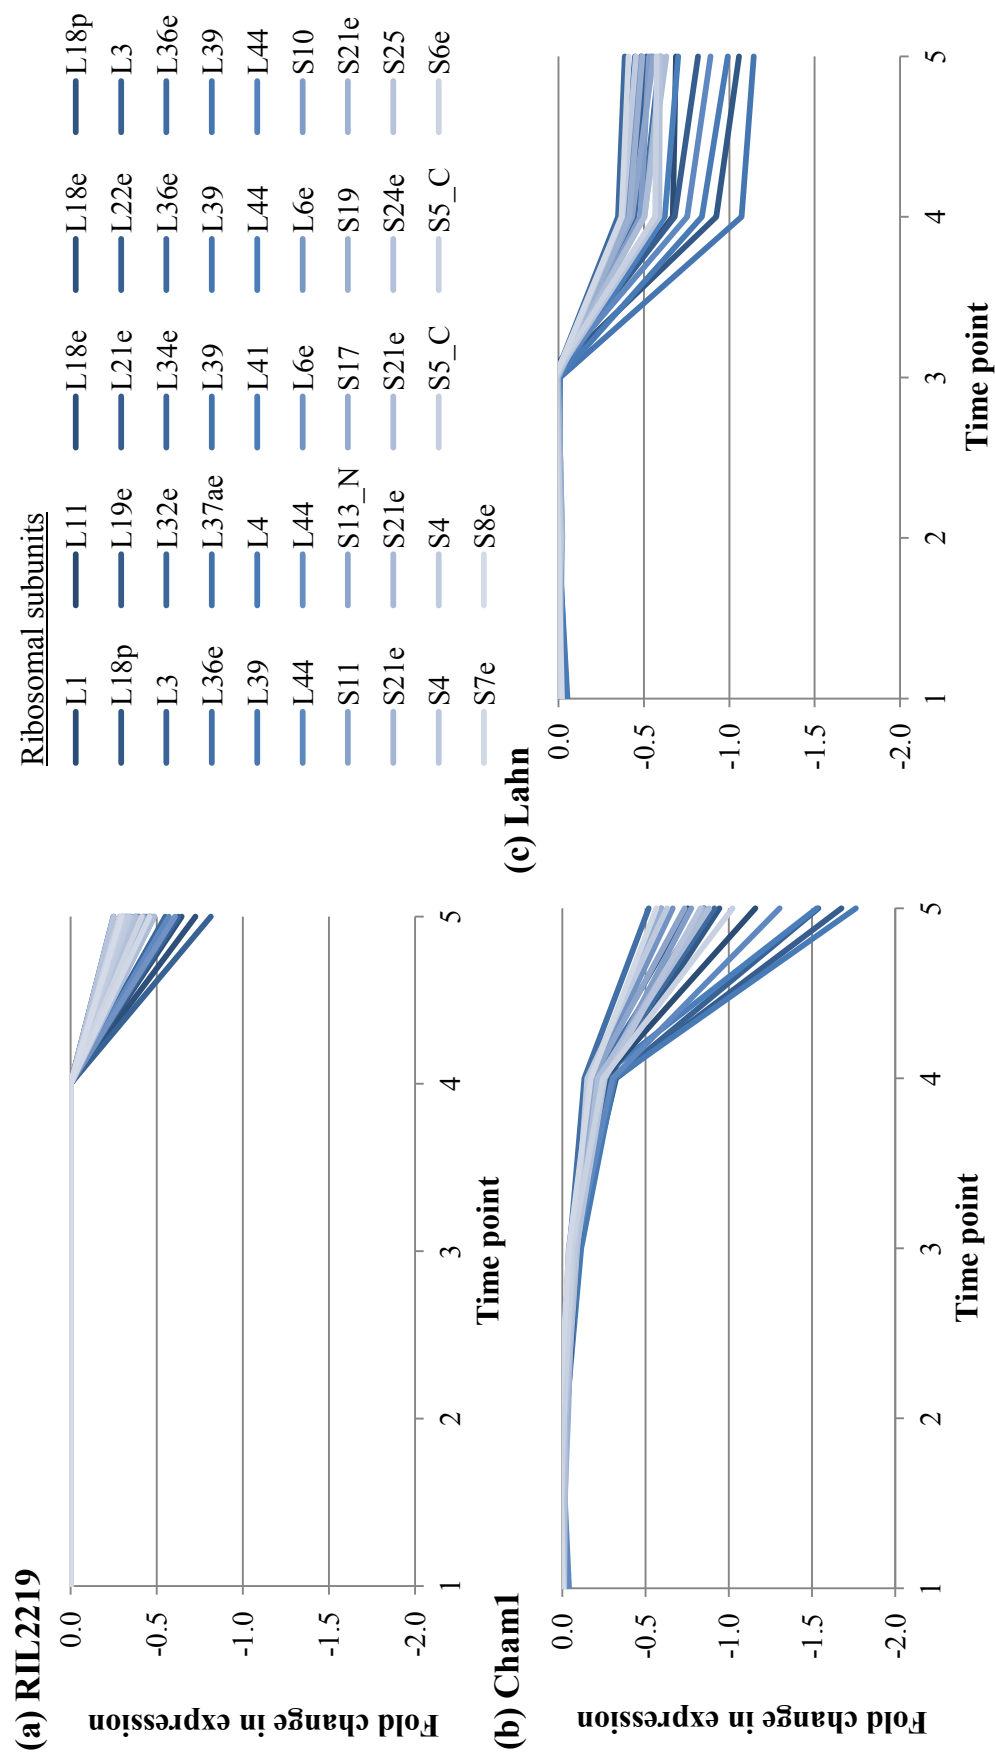 (a) RIL2219
Fold change in expression
0.0
-0.5
-1.0
-1.5
-2.0
1 2 3 4 5
Time point
Ribosomal subunits
L1 L11 L18e L18e L18p
L18p L19e L21e L22e L3
L3 L32e L34e L36e L36e
L36e L37ae L39 L39 L39
L39 L4 L41 L44 L44
L44 L44 L6e L6e S10
S11 S13_N S17 S19 S21e
S21e S21e S21e S24e S25
S4 S4 S5_C S5_C S6e
S7e S8e
(b) Cham1
Fold change in expression
0.0
-0.5
-1.0
-1.5
-2.0
1 2 3 4 5
Time point
(c) Lahn
0.0
-0.5
-1.0
-1.5
-2.0
1 2 3 4 5
Time point